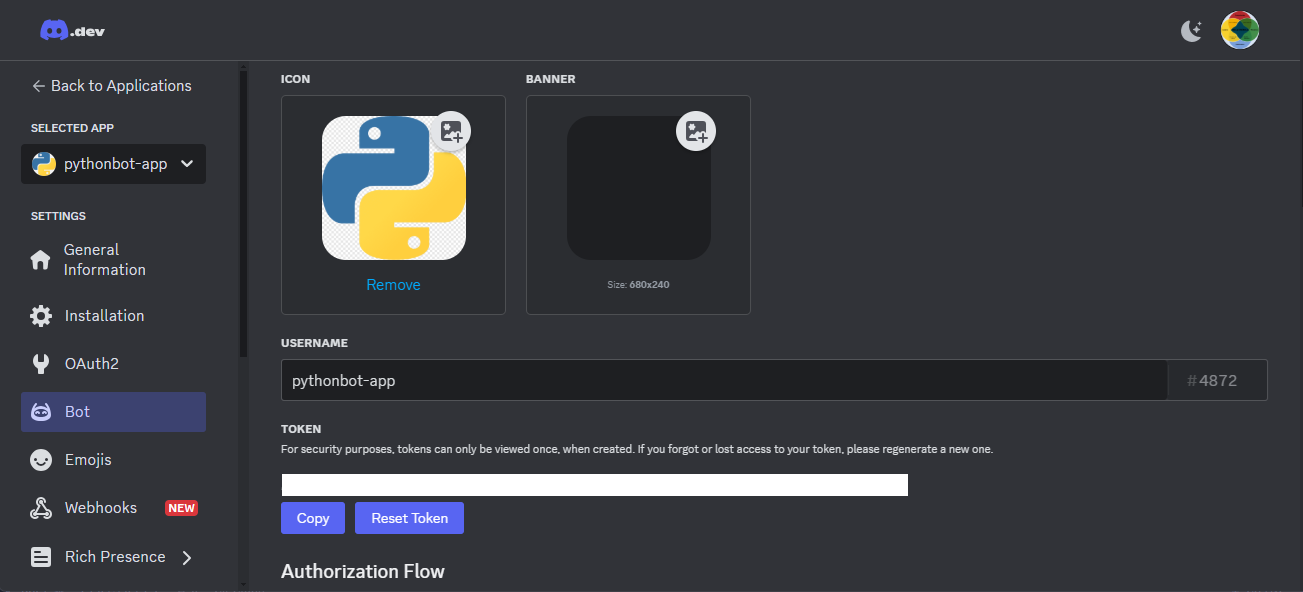 .dev
Back to Applications
SELECTED APP
pythonbot-app
SETTINGS
General
Information
Installation
OAuth2
Bot
Emojis
Webhooks NEW
Rich Presence
ICON
BANNER
Remove
Size: 680x240
USERNAME
pythonbot-app #4872
TOKEN
For security purposes, tokens can only be viewed once, when created. If you forgot or lost access to your token, please regenerate a new one.
Copy Reset Token
Authorization Flow